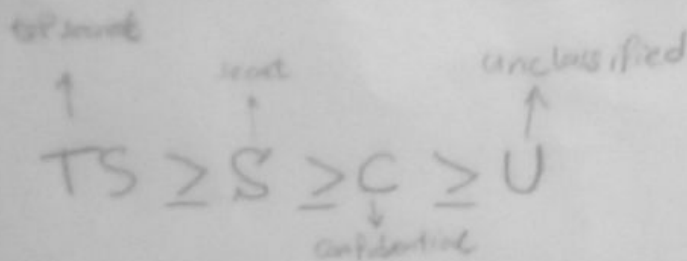 top secret
secret
unclassified
TS ≥ S ≥ C ≥ U
confidential